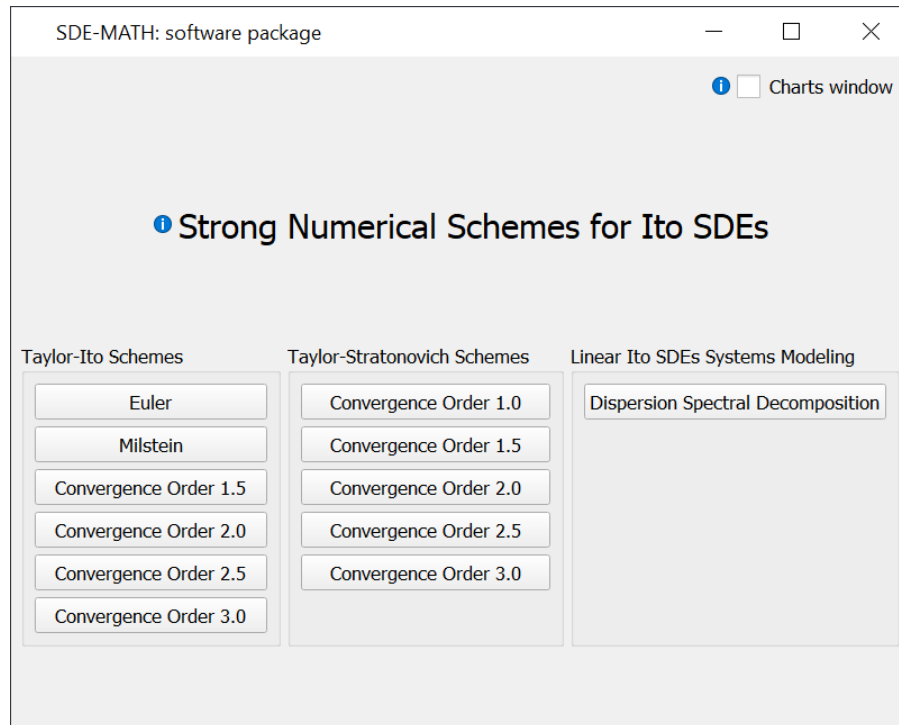 SDE-MATH: software package
Charts window
Strong Numerical Schemes for Ito SDEs
Taylor-Ito Schemes
Euler
Milstein
Convergence Order 1.5
Convergence Order 2.0
Convergence Order 2.5
Convergence Order 3.0
Taylor-Stratonovich Schemes
Convergence Order 1.0
Convergence Order 1.5
Convergence Order 2.0
Convergence Order 2.5
Convergence Order 3.0
Linear Ito SDEs Systems Modeling
Dispersion Spectral Decomposition